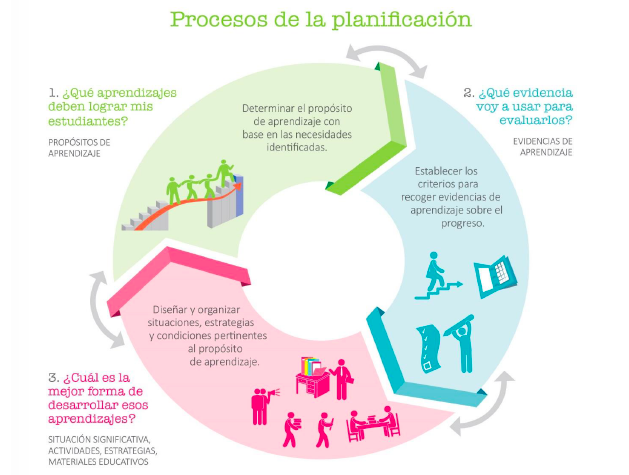 Procesos de la planificación
1. ¿Qué aprendizajes
deben lograr mis
estudiantes?
PROPÓSITOS DE
APRENDIZAJE
Determinar el propósito
de aprendizaje con
base en las necesidades
identificadas.
2. ¿Qué evidencia
voy a usar para
evaluarlos?
EVIDENCIAS DE
APRENDIZAJE
Establecer los
criterios para
recoger evidencias de
aprendizaje sobre el
progreso.
Diseñar y organizar
situaciones, estrategias
y condiciones pertinentes
al propósito
de aprendizaje.
3. ¿Cuál es la
mejor forma de
desarrollar esos
aprendizajes?
SITUACIÓN SIGNIFICATIVA,
ACTIVIDADES, ESTRATEGIAS,
MATERIALES EDUCATIVOS